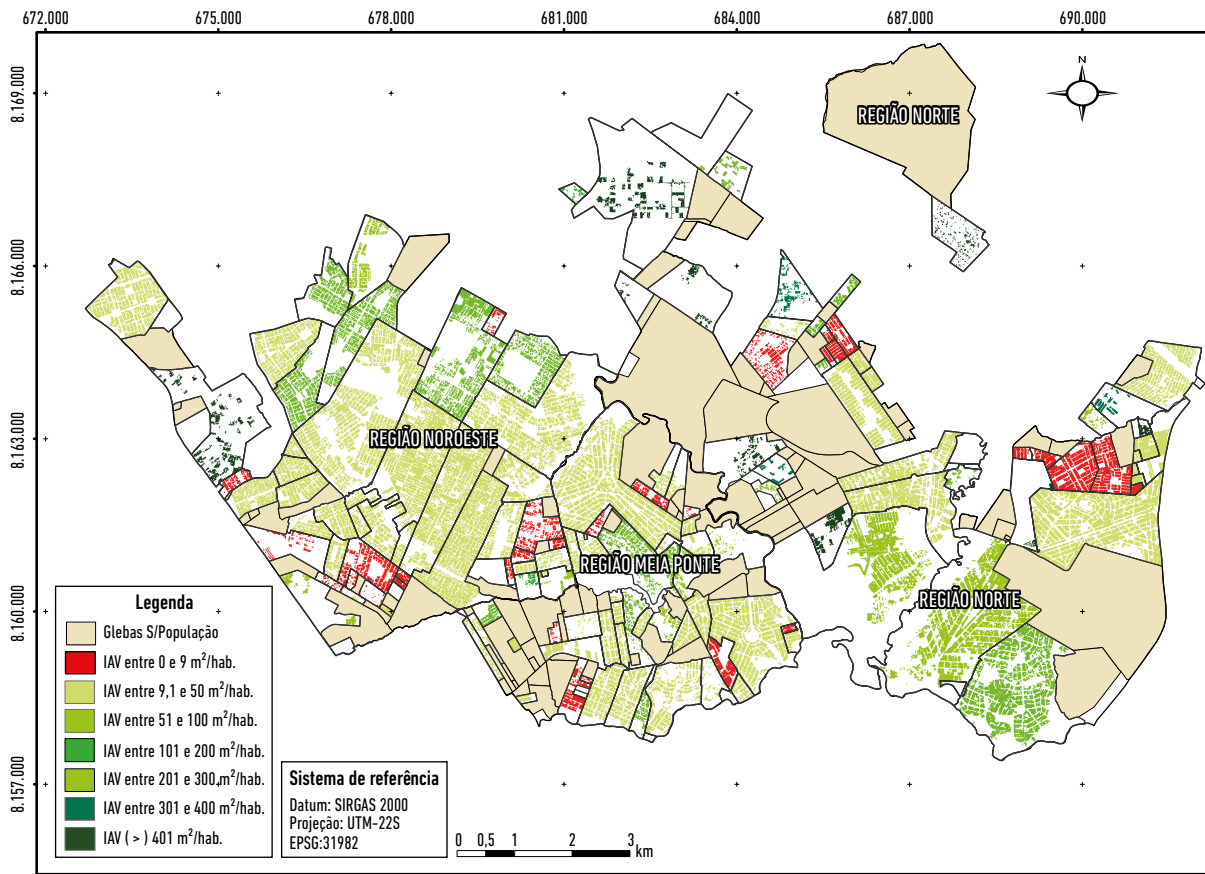 672.000 675.000 678.000 681.000 684.000 687.000 690.000
8.169.000
8.166.000
8.163.000
8.160.000
8.157.000
N
REGIÃO NORTE
REGIÃO NOROESTE
REGIÃO MEIA PONTE
REGIÃO NORTE
Legenda
Glebas S/População
IAV entre 0 e 9 m²/hab.
IAV entre 9,1 e 50 m²/hab.
IAV entre 51 e 100 m²/hab.
IAV entre 101 e 200 m²/hab.
IAV entre 201 e 300,m²/hab.
IAV entre 301 e 400 m²/hab.
IAV ( > ) 401 m²/hab.
Sistema de referência
Datum: SIRGAS 2000
Projeção: UTM-22S
EPSG:31982
0 0,5 1 2 3
km